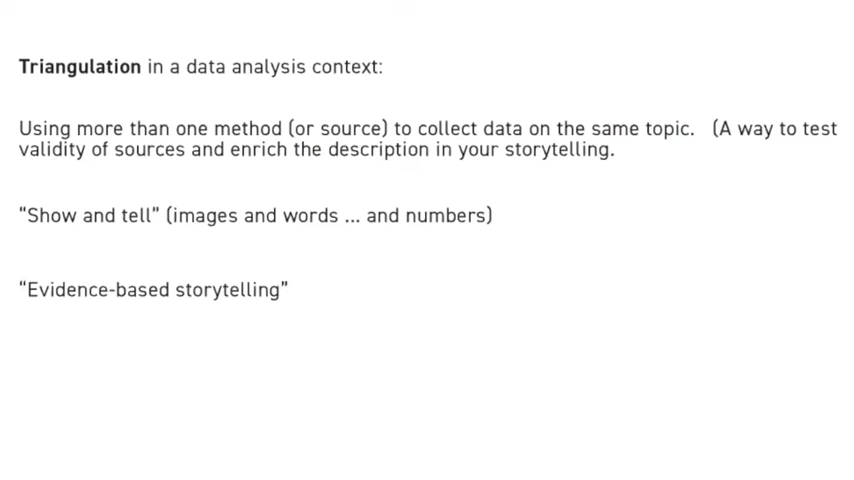 Triangulation in a data analysis context:
Using more than one method (or source) to collect data on the same topic. (A way to test
validity of sources and enrich the description in your storytelling.
“Show and tell” (images and words ... and numbers)
“Evidence-based storytelling”